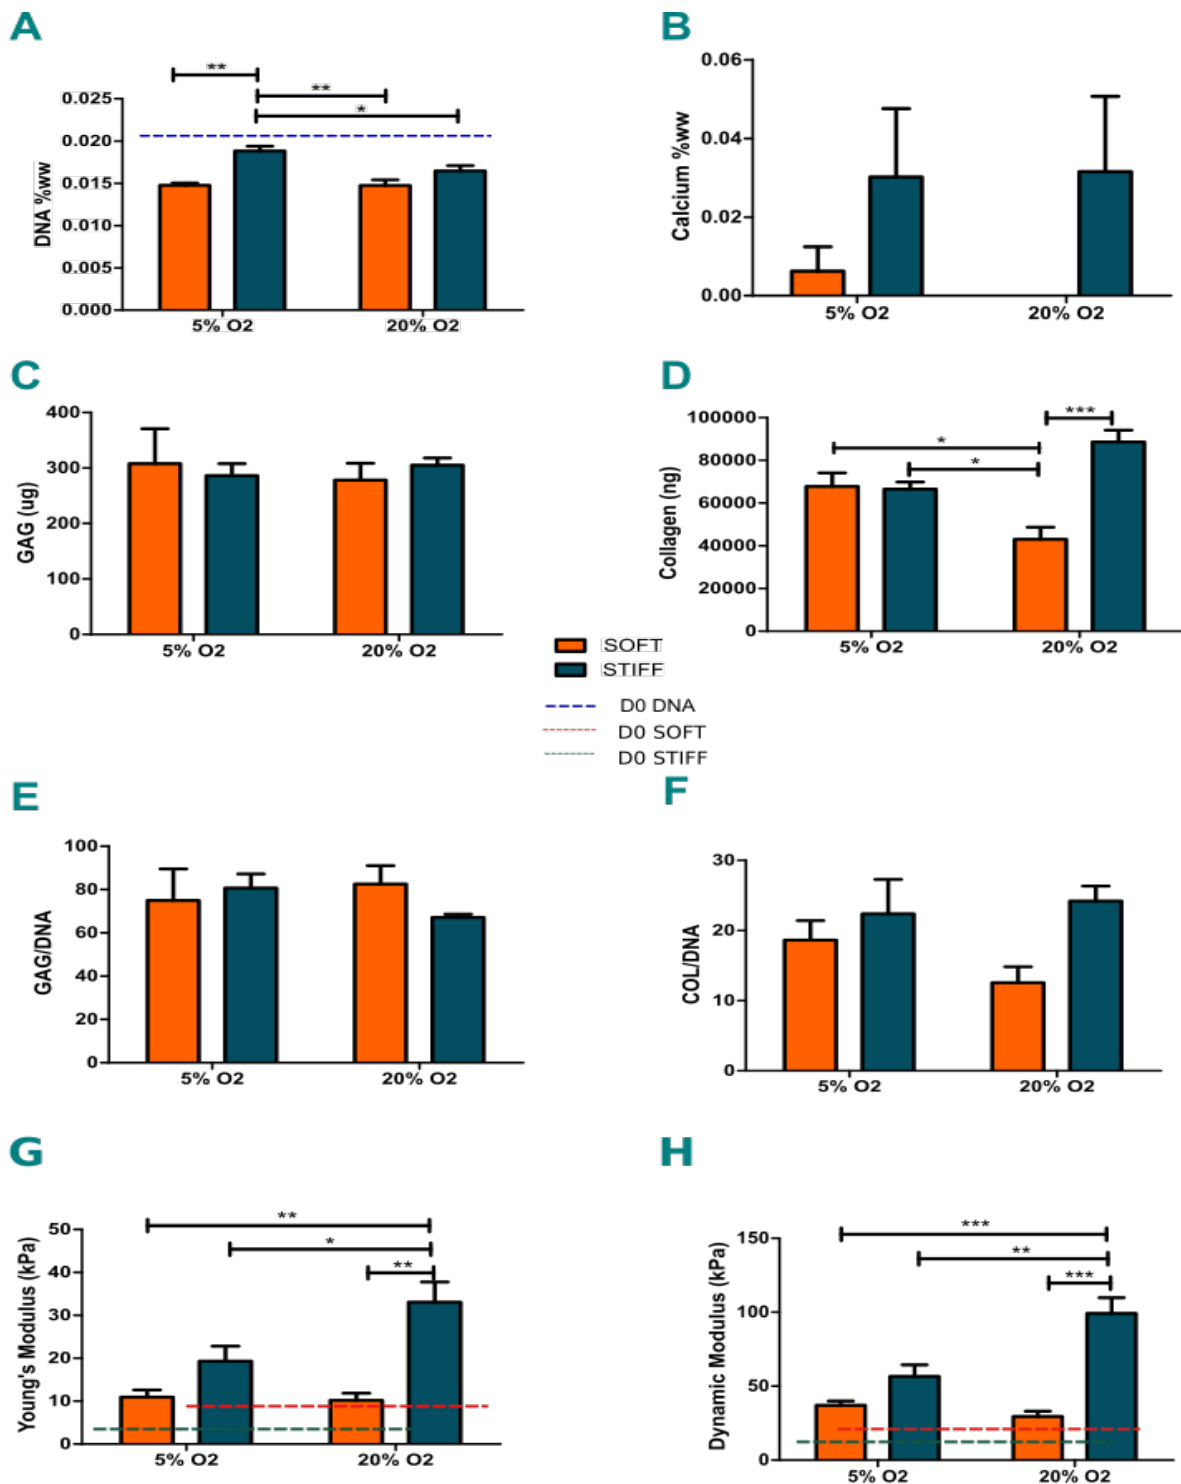 A
**
**
*
0.025
0.020
0.015
0.010
0.005
0.000
DNA %ww
5% O2
20% O2
B
0.06
0.04
0.02
0.00
Calcium %ww
5% O2
20% O2
C
400
300
200
100
0
GAG (ug)
5% O2
20% O2
D
***
*
*
100000
80000
60000
40000
20000
0
Collagen (ng)
5% O2
20% O2
SOFT
STIFF
D0 DNA
D0 SOFT
D0 STIFF
E
100
80
60
40
20
0
GAG/DNA
5% O2
20% O2
F
30
20
10
0
COL/DNA
5% O2
20% O2
G
**
*
**
50
40
30
20
10
0
Young's Modulus (kPa)
5% O2
20% O2
H
***
**
***
150
100
50
0
Dynamic Modulus (kPa)
5% O2
20% O2